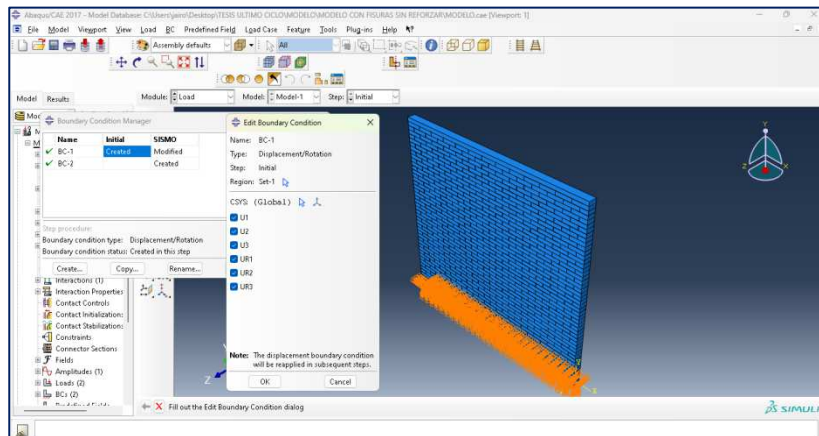 Abaqus/CAE 2017 - Model Database: C:\Users\jairo\Desktop\TESIS ULTIMO CICLO\MODELO\MODELO CON FISURAS SIN REFORZAR\MODELO.cae [Viewport: 1]
File Model Viewport View Load BC Predefined Field Load Case Feature Tools Plug-ins Help
Assembly defaults All
Model Results Module: Load Model: Model-1 Step: Initial
Boundary Condition Manager
Name Initial SISMO
BC-1 Created Modified
BC-2 Created
Step procedure:
Boundary condition type: Displacement/Rotation
Boundary condition status: Created in this step
Create... Copy... Rename...
Edit Boundary Condition
Name: BC-1
Type: Displacement/Rotation
Step: Initial
Region: Set-1
CSYS: (Global)
U1
U2
U3
UR1
UR2
UR3
Note: The displacement boundary condition
will be reapplied in subsequent steps.
OK Cancel
Interactions (1)
Interaction Properties
Contact Controls
Contact Initialization
Contact Stabilization
Constraints
Connector Sections
Fields
Amplitudes (1)
Loads (2)
BCs (2)
Y
Z
X
Z
Fill out the Edit Boundary Condition dialog
SIMULI